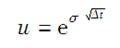 u = e^{σ √Δt}